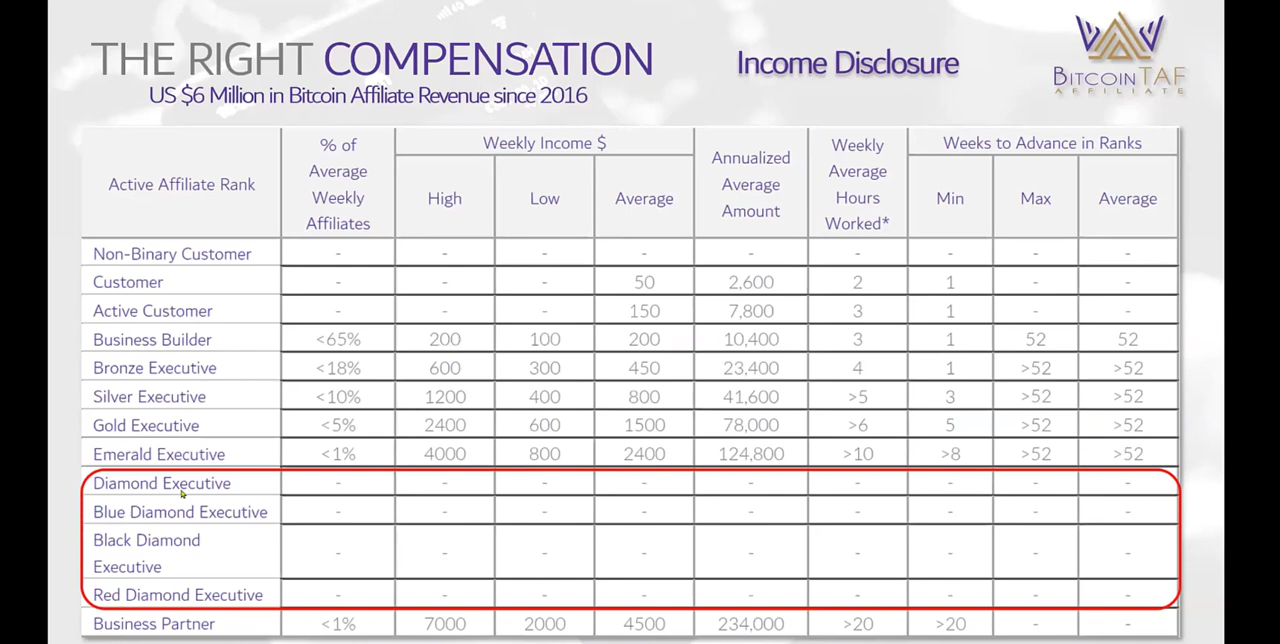 THE RIGHT COMPENSATION
Income Disclosure
BITCOINTAF
AFFILIATE
US $6 Million in Bitcoin Affiliate Revenue since 2016
Active Affiliate Rank
% of
Average
Weekly
Affiliates
Weekly Income $
High
Low
Average
Annualized
Average
Amount
Weekly
Average
Hours
Worked*
Weeks to Advance in Ranks
Min
Max
Average
Non-Binary Customer - - - - - - - - -
Customer - - - 50 2,600 2 1 - -
Active Customer - - - 150 7,800 3 1 - -
Business Builder <65% 200 100 200 10,400 3 1 52 52
Bronze Executive <18% 600 300 450 23,400 4 1 >52 >52
Silver Executive <10% 1200 400 800 41,600 >5 3 >52 >52
Gold Executive <5% 2400 600 1500 78,000 >6 5 >52 >52
Emerald Executive <1% 4000 800 2400 124,800 >10 >8 >52 >52
Diamond Executive - - - - - - - - -
Blue Diamond Executive - - - - - - - - -
Black Diamond
Executive - - - - - - - - -
Red Diamond Executive - - - - - - - - -
Business Partner <1% 7000 2000 4500 234,000 >20 >20 - -